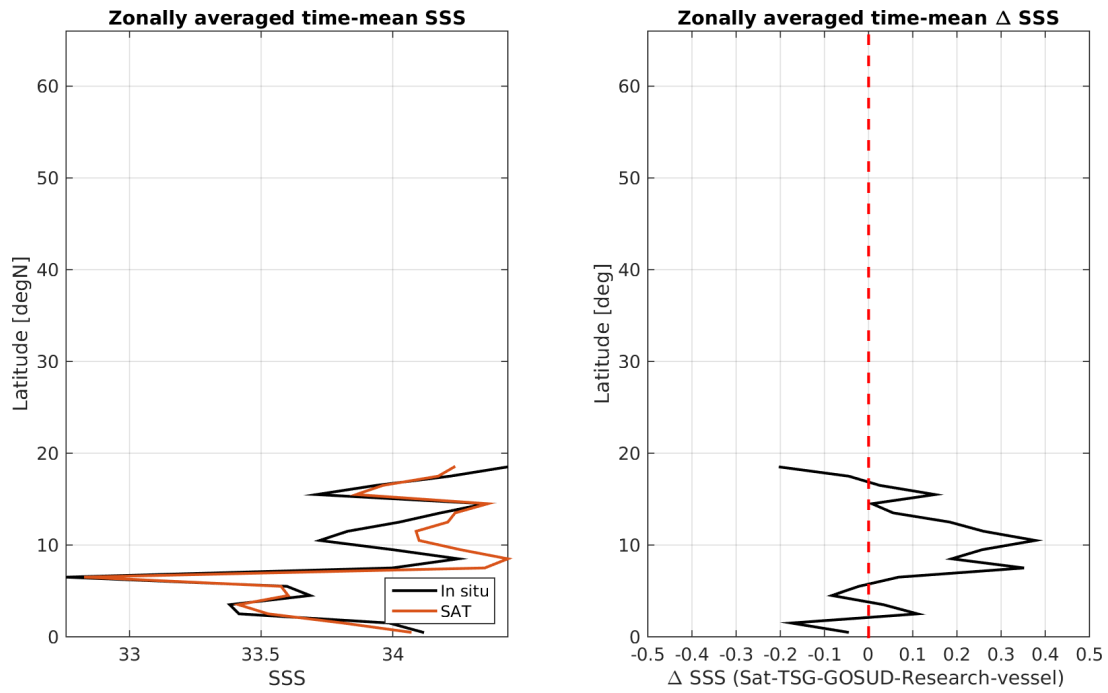 Zonally averaged time-mean SSS
60
50
40
30
20
10
0
33
33.5
34
Latitude [degN]
SSS
In situ
SAT
Zonally averaged time-mean Δ SSS
60
50
40
30
20
10
0
-0.5 -0.4 -0.3 -0.2 -0.1 0 0.1 0.2 0.3 0.4 0.5
Latitude [deg]
Δ SSS (Sat-TSG-GOSUD-Research-vessel)